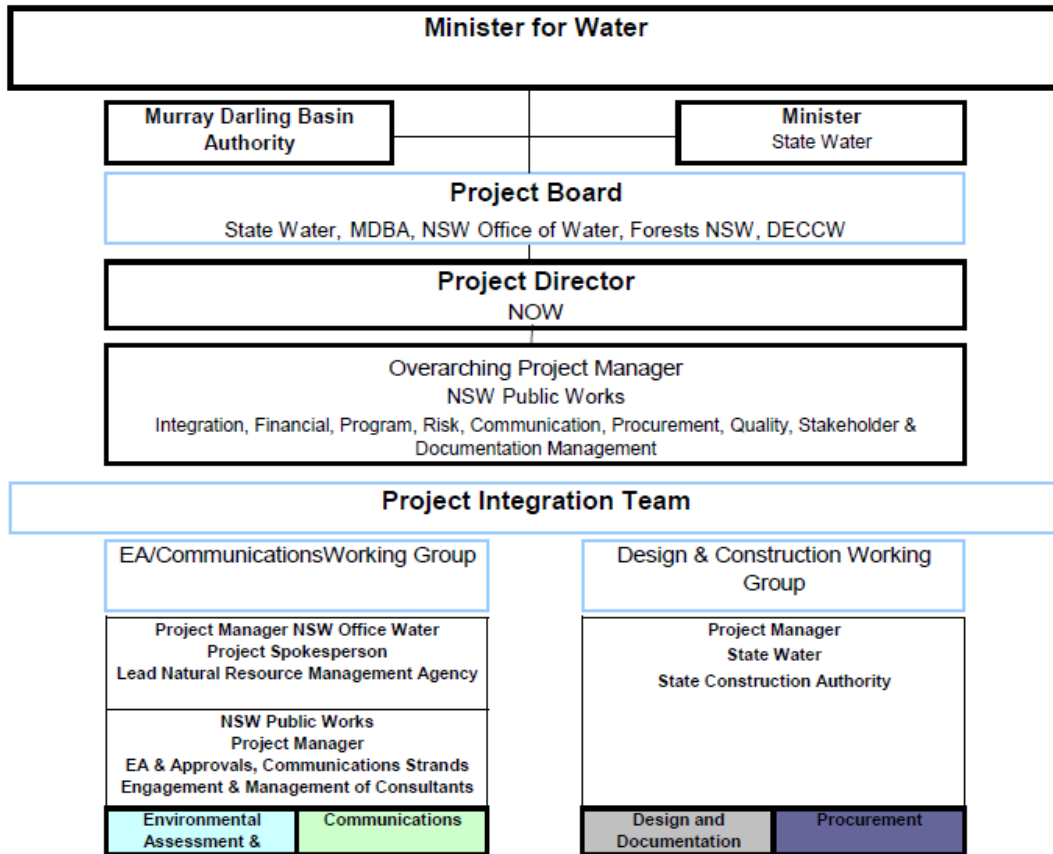 Minister for Water
Murray Darling Basin
Authority
Minister
State Water
Project Board
State Water, MDBA, NSW Office of Water, Forests NSW, DECCW
Project Director
NOW
Overarching Project Manager
NSW Public Works
Integration, Financial, Program, Risk, Communication, Procurement, Quality, Stakeholder &
Documentation Management
Project Integration Team
EA/CommunicationsWorking Group
Project Manager NSW Office Water
Project Spokesperson
Lead Natural Resource Management Agency
NSW Public Works
Project Manager
EA & Approvals, Communications Strands
Engagement & Management of Consultants
Environmental
Assessment &
Communications
Design & Construction Working
Group
Project Manager
State Water
State Construction Authority
Design and
Documentation
Procurement